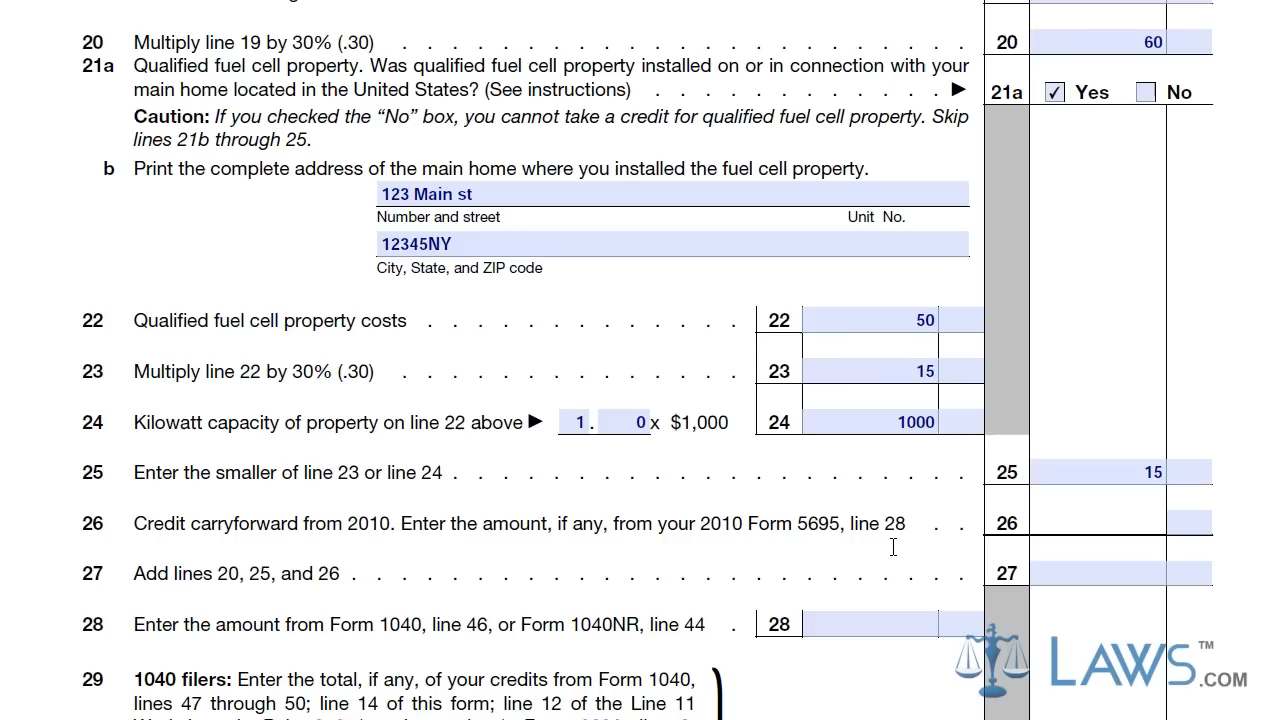 20 Multiply line 19 by 30% (.30) . . . . . . . . . . . . . . . . . . . . . . . 20 60
21a Qualified fuel cell property. Was qualified fuel cell property installed on or in connection with your
main home located in the United States? (See instructions) . . . . . . . . . . . . ▶ 21a ✓ Yes No
Caution: If you checked the “No” box, you cannot take a credit for qualified fuel cell property. Skip
lines 21b through 25.
b Print the complete address of the main home where you installed the fuel cell property.
123 Main st
Number and street Unit No.
12345NY
City, State, and ZIP code
22 Qualified fuel cell property costs . . . . . . . . . . . . . 22 50
23 Multiply line 22 by 30% (.30) . . . . . . . . . . . . . . 23 15
24 Kilowatt capacity of property on line 22 above ▶ 1 . 0 x $1,000 24 1000
25 Enter the smaller of line 23 or line 24 . . . . . . . . . . . . . . . . . . . . . 25 15
26 Credit carryforward from 2010. Enter the amount, if any, from your 2010 Form 5695, line 28 . . 26
27 Add lines 20, 25, and 26 . . . . . . . . . . . . . . . . . . . . . . . . . 27
28 Enter the amount from Form 1040, line 46, or Form 1040NR, line 44 . 28
LAWS™.COM
29 1040 filers: Enter the total, if any, of your credits from Form 1040,
lines 47 through 50; line 14 of this form; line 12 of the Line 11